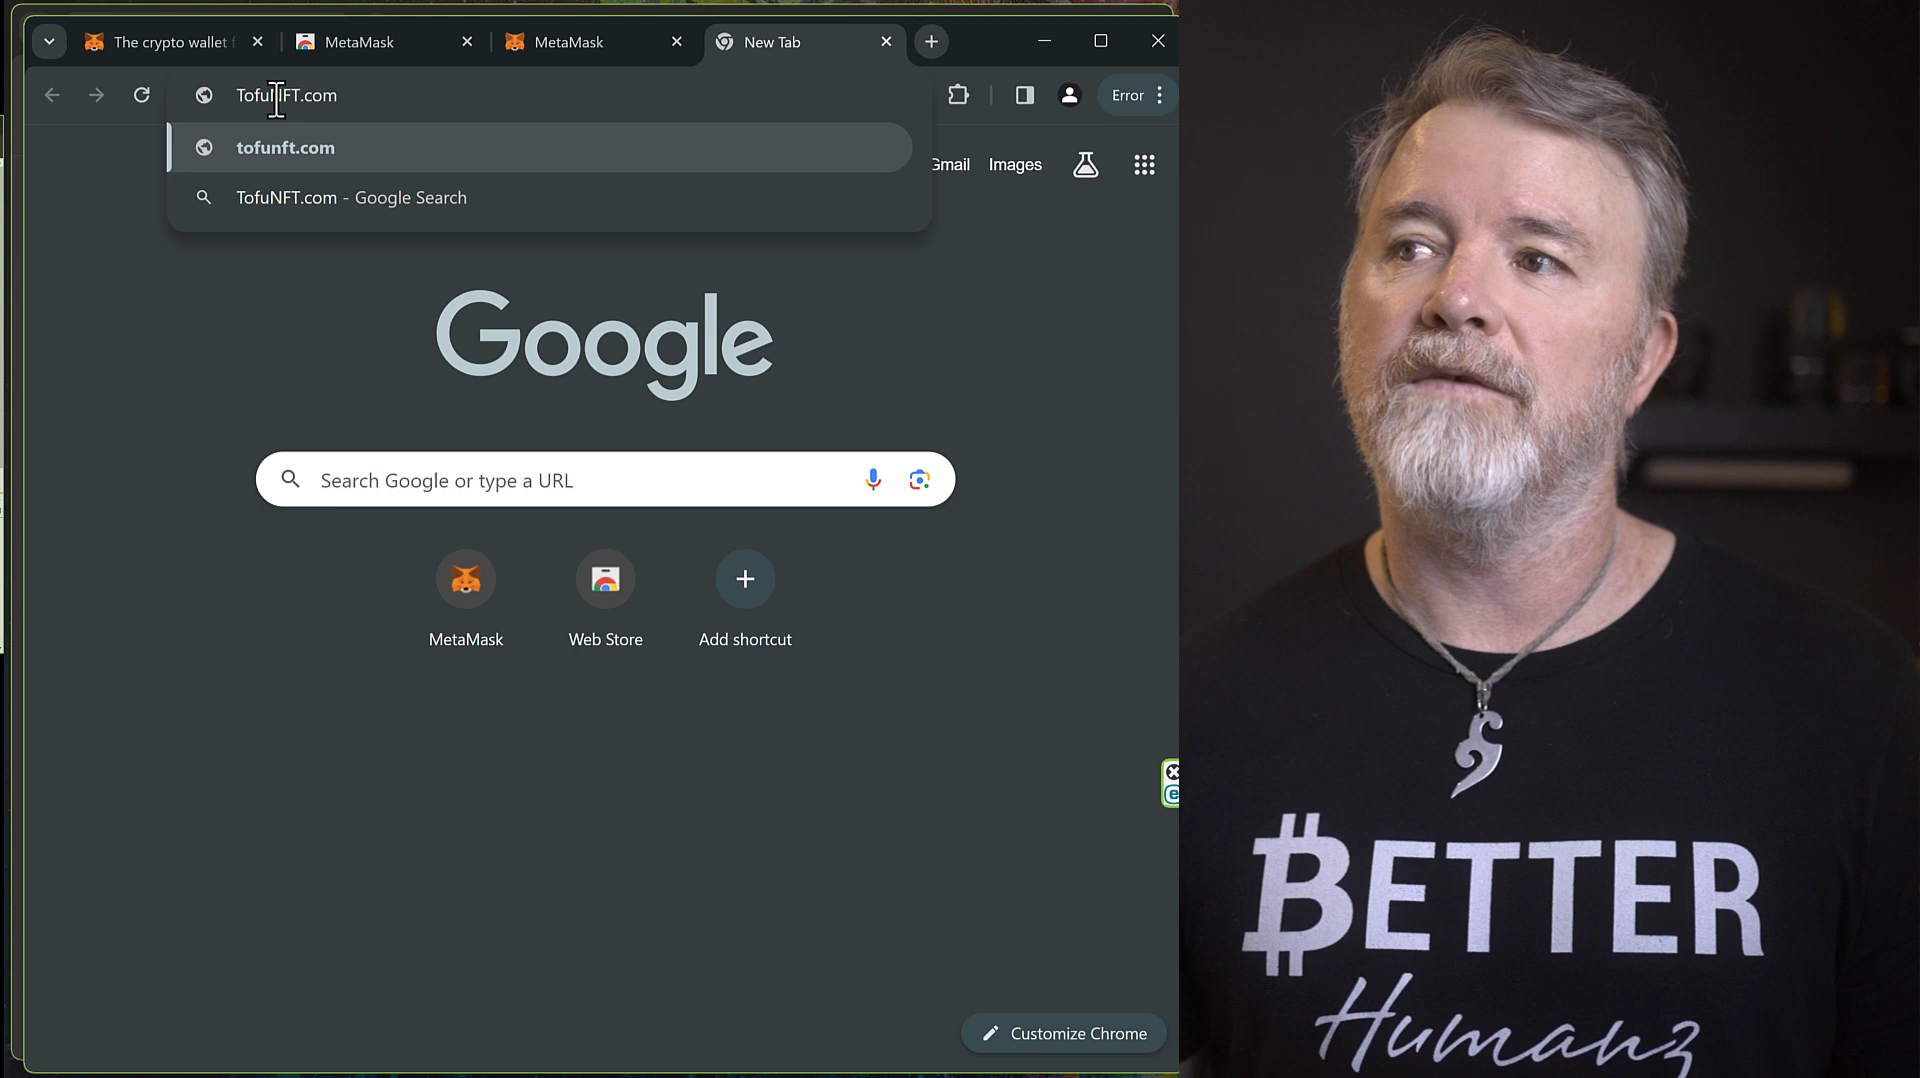 The crypto wallet f
MetaMask
MetaMask
New Tab
TofuNFT.com
Error
tofunft.com
TofuNFT.com - Google Search
Gmail
Images
Google
Search Google or type a URL
MetaMask
Web Store
Add shortcut
Customize Chrome
₿ETTER
Humanz